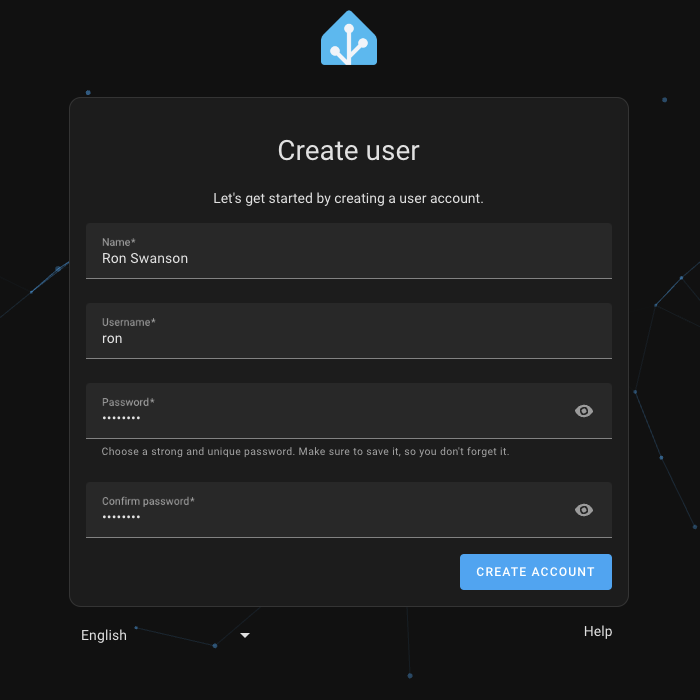 Create user
Let's get started by creating a user account.
Name*
Ron Swanson
Username*
ron
Password*
••••••••
Choose a strong and unique password. Make sure to save it, so you don't forget it.
Confirm password*
••••••••
CREATE ACCOUNT
English
Help